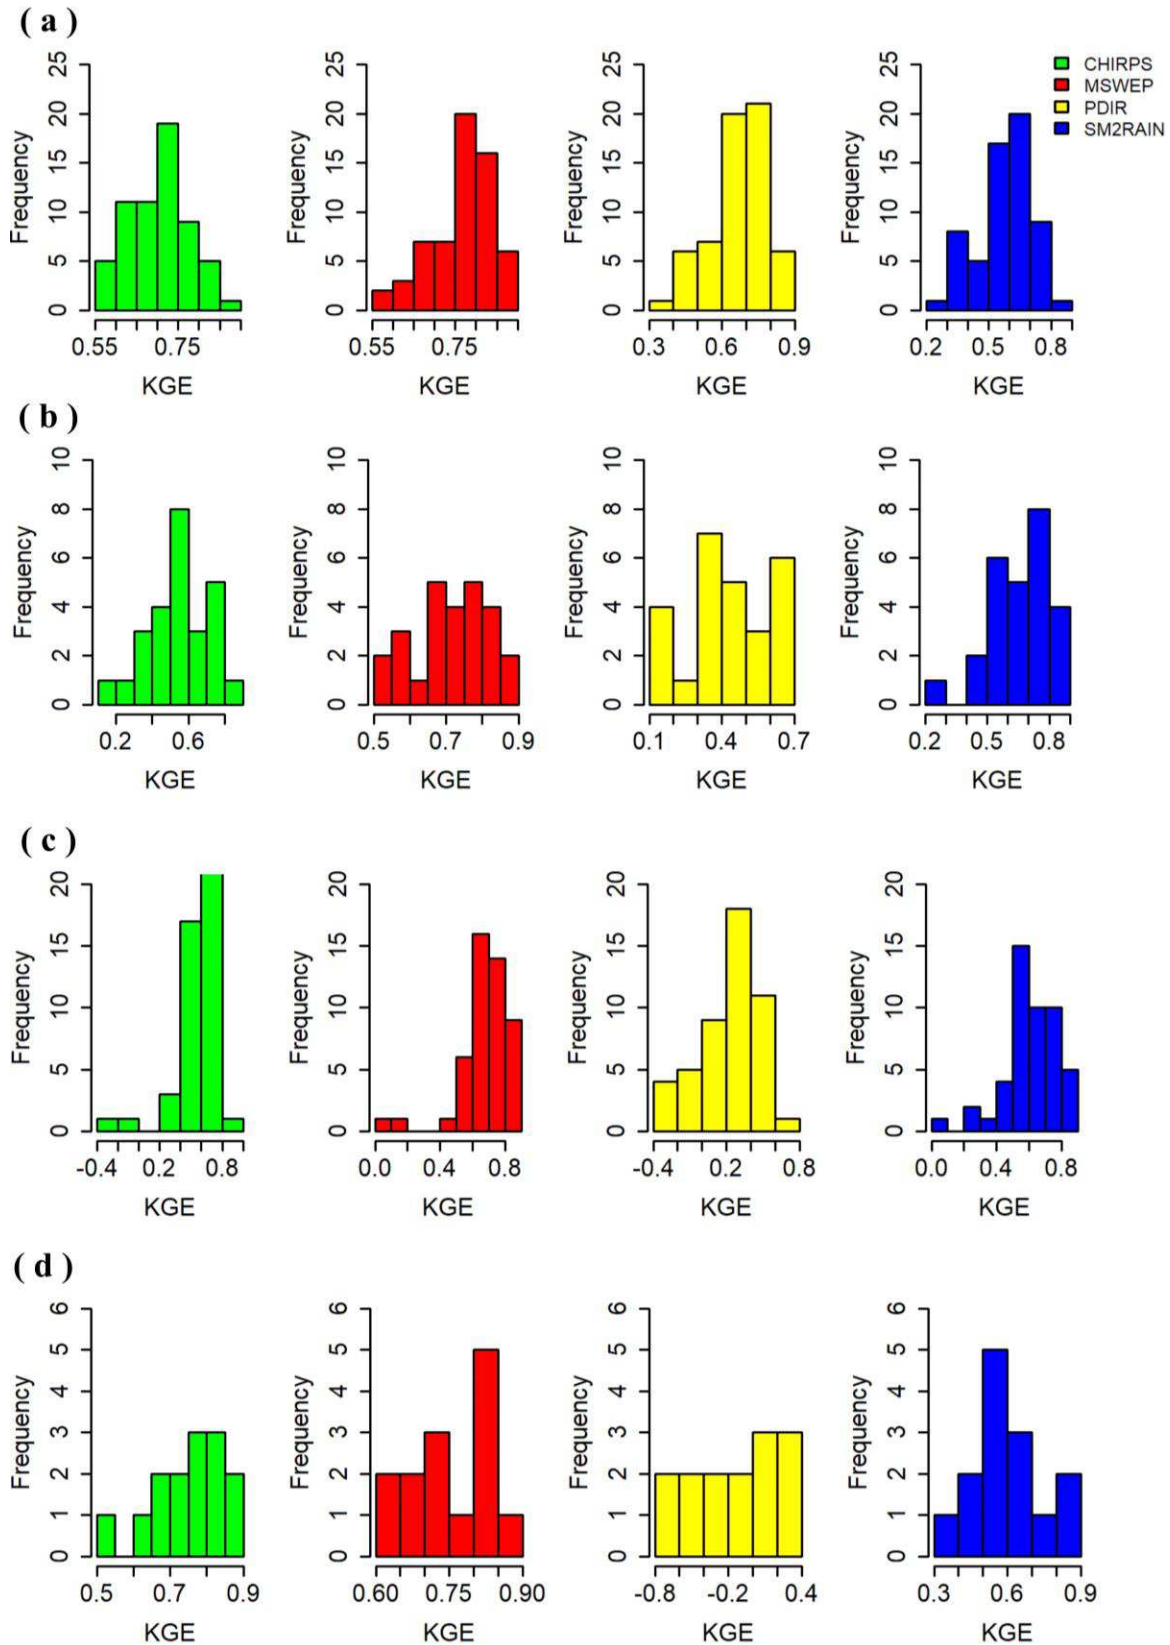 ( a )
25 25 25 25
20 20 20 20
15 15 15 15
10 10 10 10
5 5 5 5
0 0 0 0
Frequency Frequency Frequency Frequency
CHIRPS
MSWEP
PDIR
SM2RAIN
0.55 0.75 0.55 0.75 0.3 0.6 0.9 0.2 0.5 0.8
KGE KGE KGE KGE
( b )
10 10 10 10
8 8 8 8
6 6 6 6
4 4 4 4
2 2 2 2
0 0 0 0
Frequency Frequency Frequency Frequency
0.2 0.6 0.5 0.7 0.9 0.1 0.4 0.7 0.2 0.5 0.8
KGE KGE KGE KGE
( c )
20 20 20 20
15 15 15 15
10 10 10 10
5 5 5 5
0 0 0 0
Frequency Frequency Frequency Frequency
-0.4 0.2 0.8 0.0 0.4 0.8 -0.4 0.2 0.8 0.0 0.4 0.8
KGE KGE KGE KGE
( d )
6 6 6 6
5 5 5 5
4 4 4 4
3 3 3 3
2 2 2 2
1 1 1 1
0 0 0 0
Frequency Frequency Frequency Frequency
0.5 0.7 0.9 0.60 0.75 0.90 -0.8 -0.2 0.4 0.3 0.6 0.9
KGE KGE KGE KGE